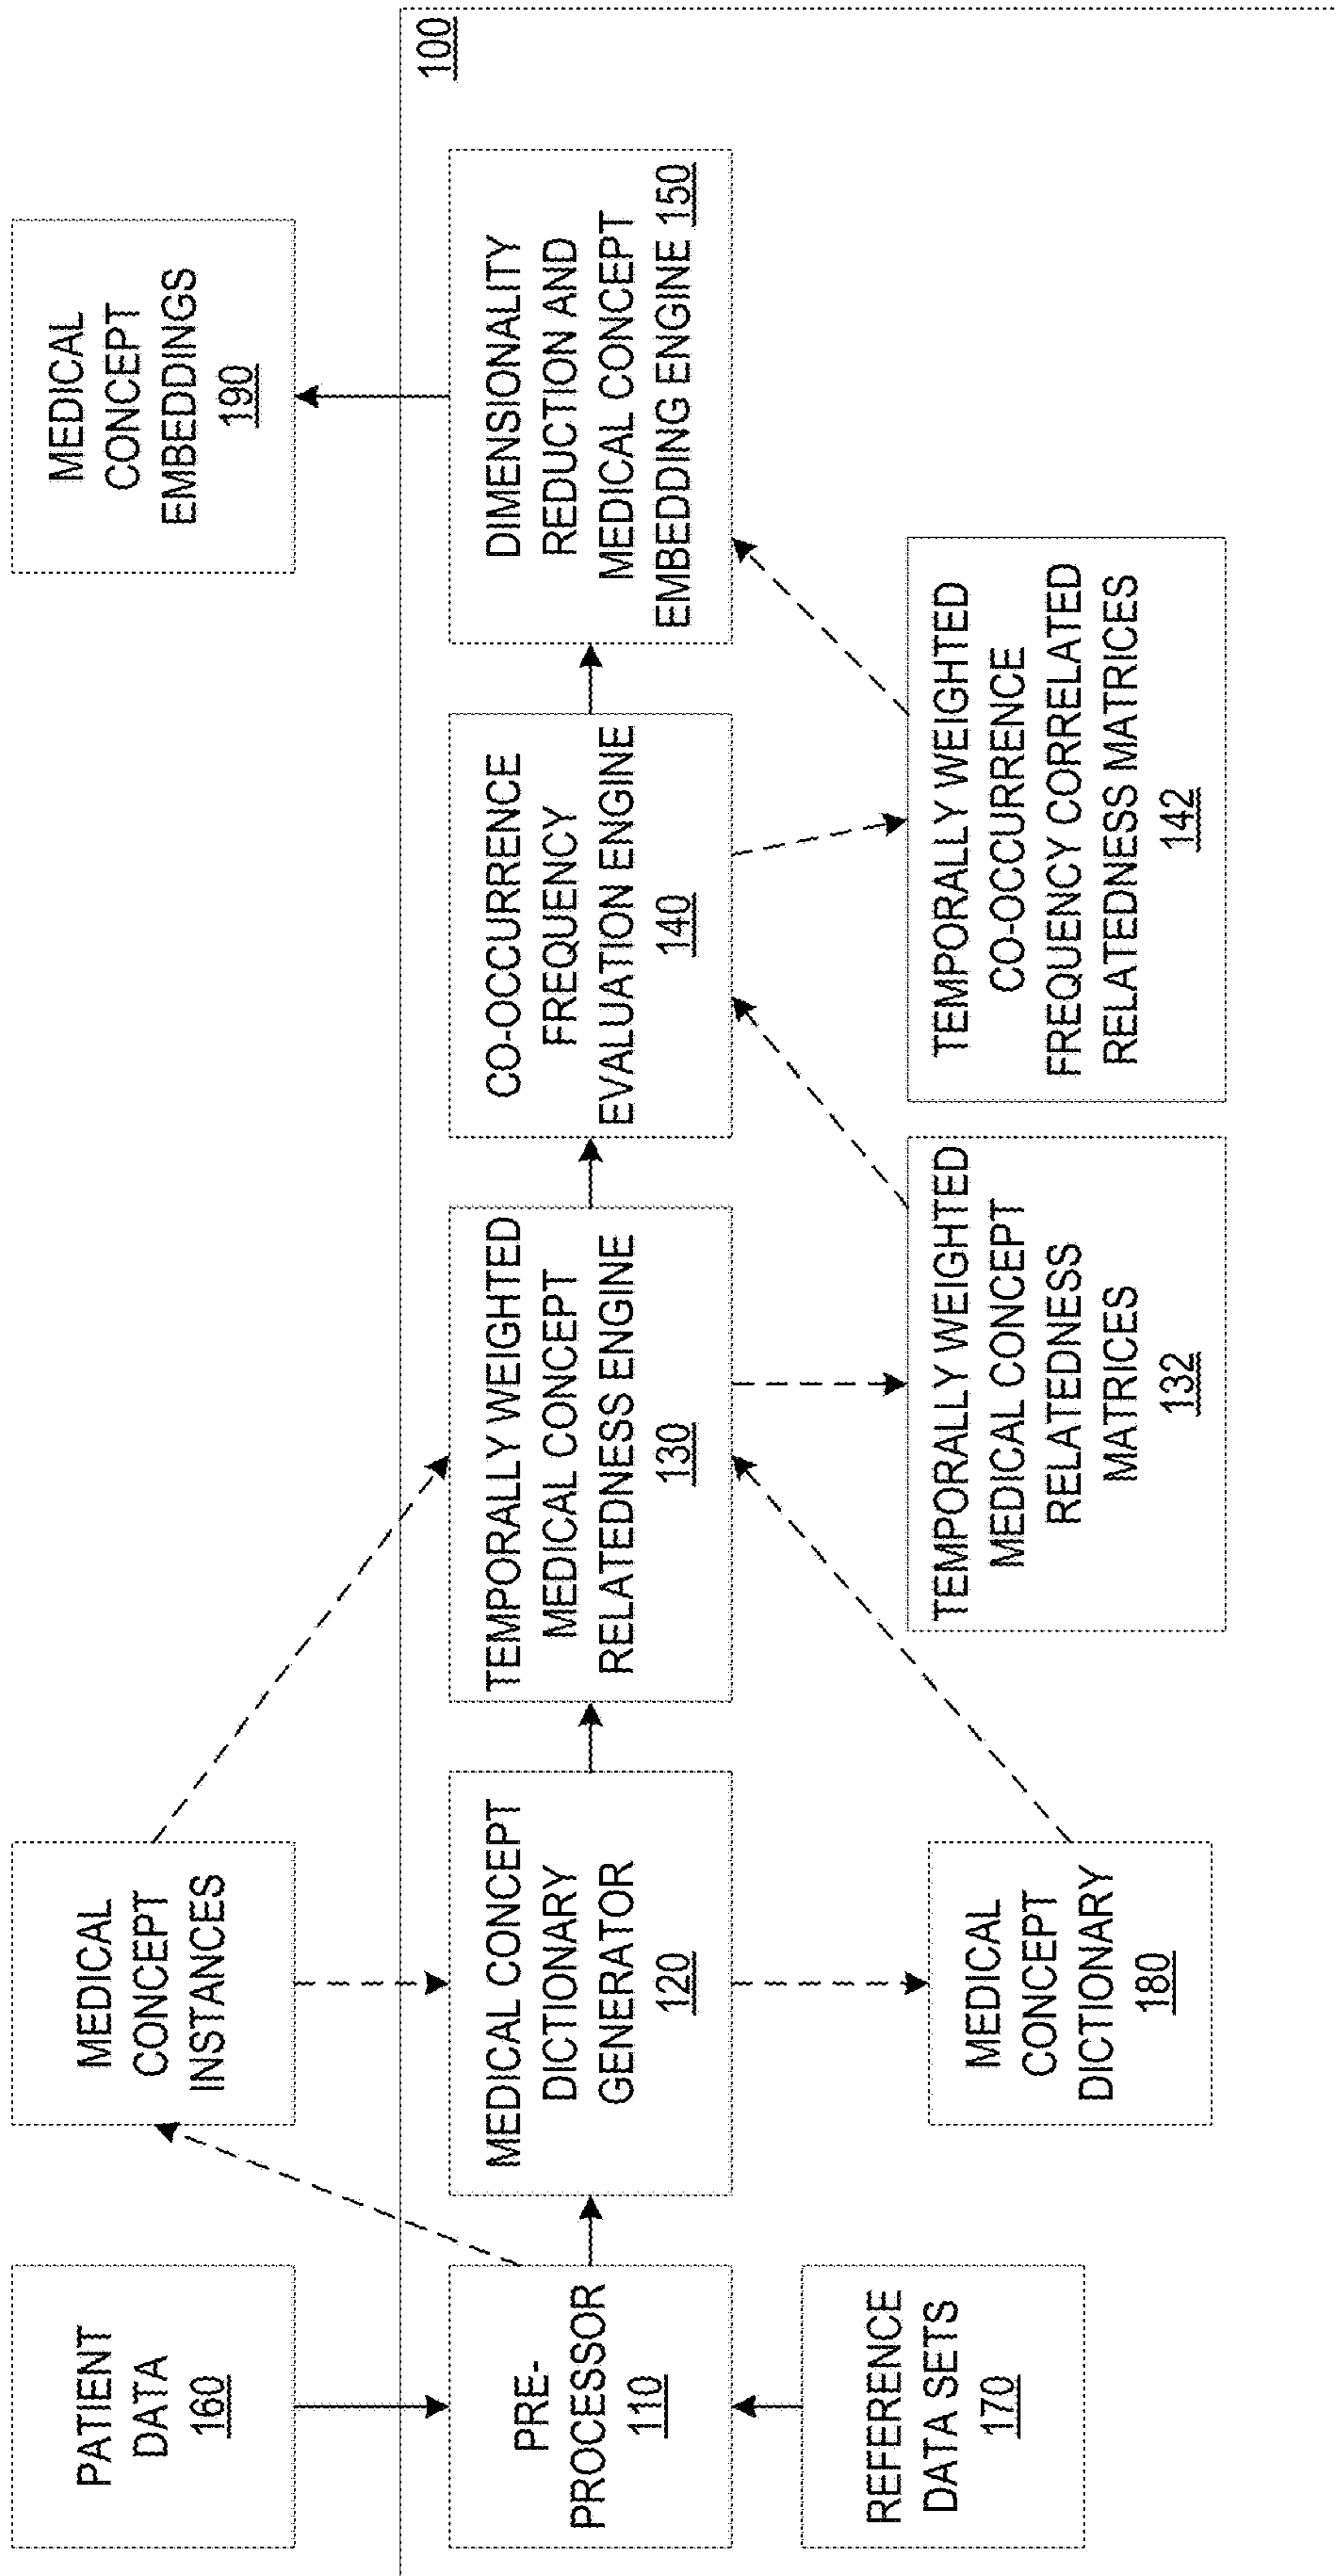 PATIENT
DATA
160
MEDICAL
CONCEPT
INSTANCES
MEDICAL
CONCEPT
EMBEDDINGS
190
100
PRE-
PROCESSOR
110
MEDICAL CONCEPT
DICTIONARY
GENERATOR
120
TEMPORALLY WEIGHTED
MEDICAL CONCEPT
RELATEDNESS ENGINE
130
CO-OCCURRENCE
FREQUENCY
EVALUATION ENGINE
140
DIMENSIONALITY
REDUCTION AND
MEDICAL CONCEPT
EMBEDDING ENGINE 150
REFERENCE
DATA SETS
170
MEDICAL
CONCEPT
DICTIONARY
180
TEMPORALLY WEIGHTED
MEDICAL CONCEPT
RELATEDNESS
MATRICES
132
TEMPORALLY WEIGHTED
CO-OCCURRENCE
FREQUENCY CORRELATED
RELATEDNESS MATRICES
142